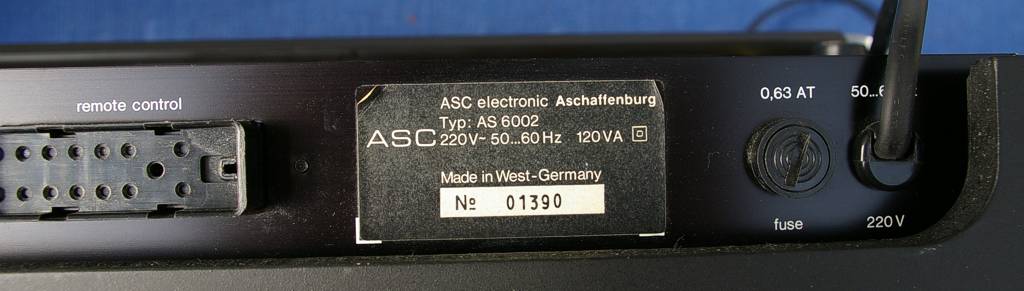 remote control
ASC electronic Aschaffenburg
Typ: AS 6002
ASC 220V~ 50...60 Hz 120 VA
Made in West-Germany
№ 01390
0,63 AT
fuse
220 V